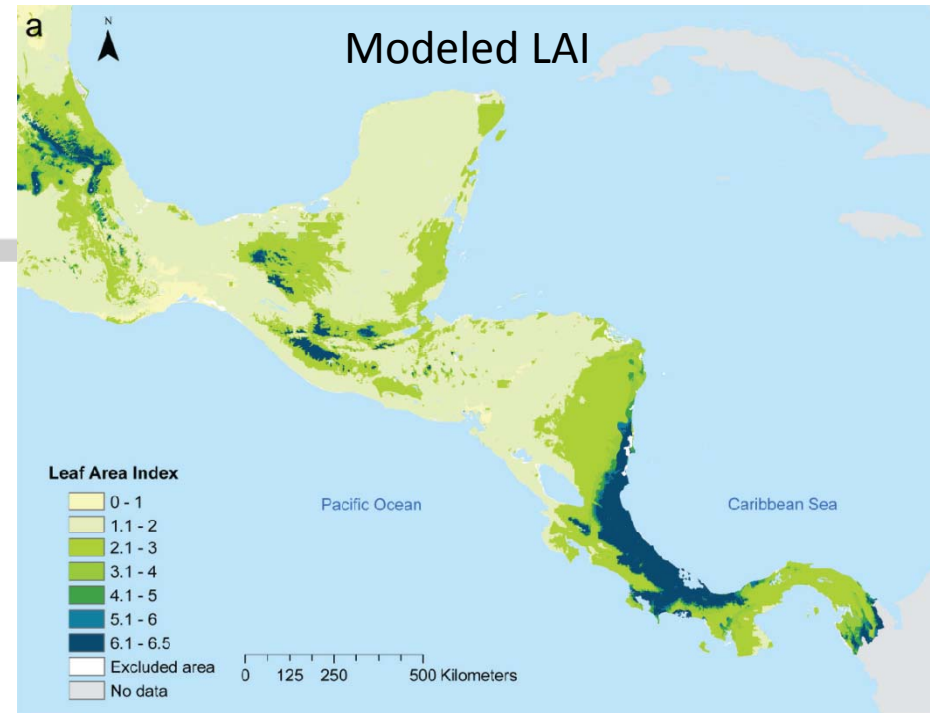 a
N
Modeled LAI
Leaf Area Index
0 - 1
1.1 - 2
2.1 - 3
3.1 - 4
4.1 - 5
5.1 - 6
6.1 - 6.5
Excluded area
No data
Pacific Ocean
Caribbean Sea
0 125 250 500 Kilometers